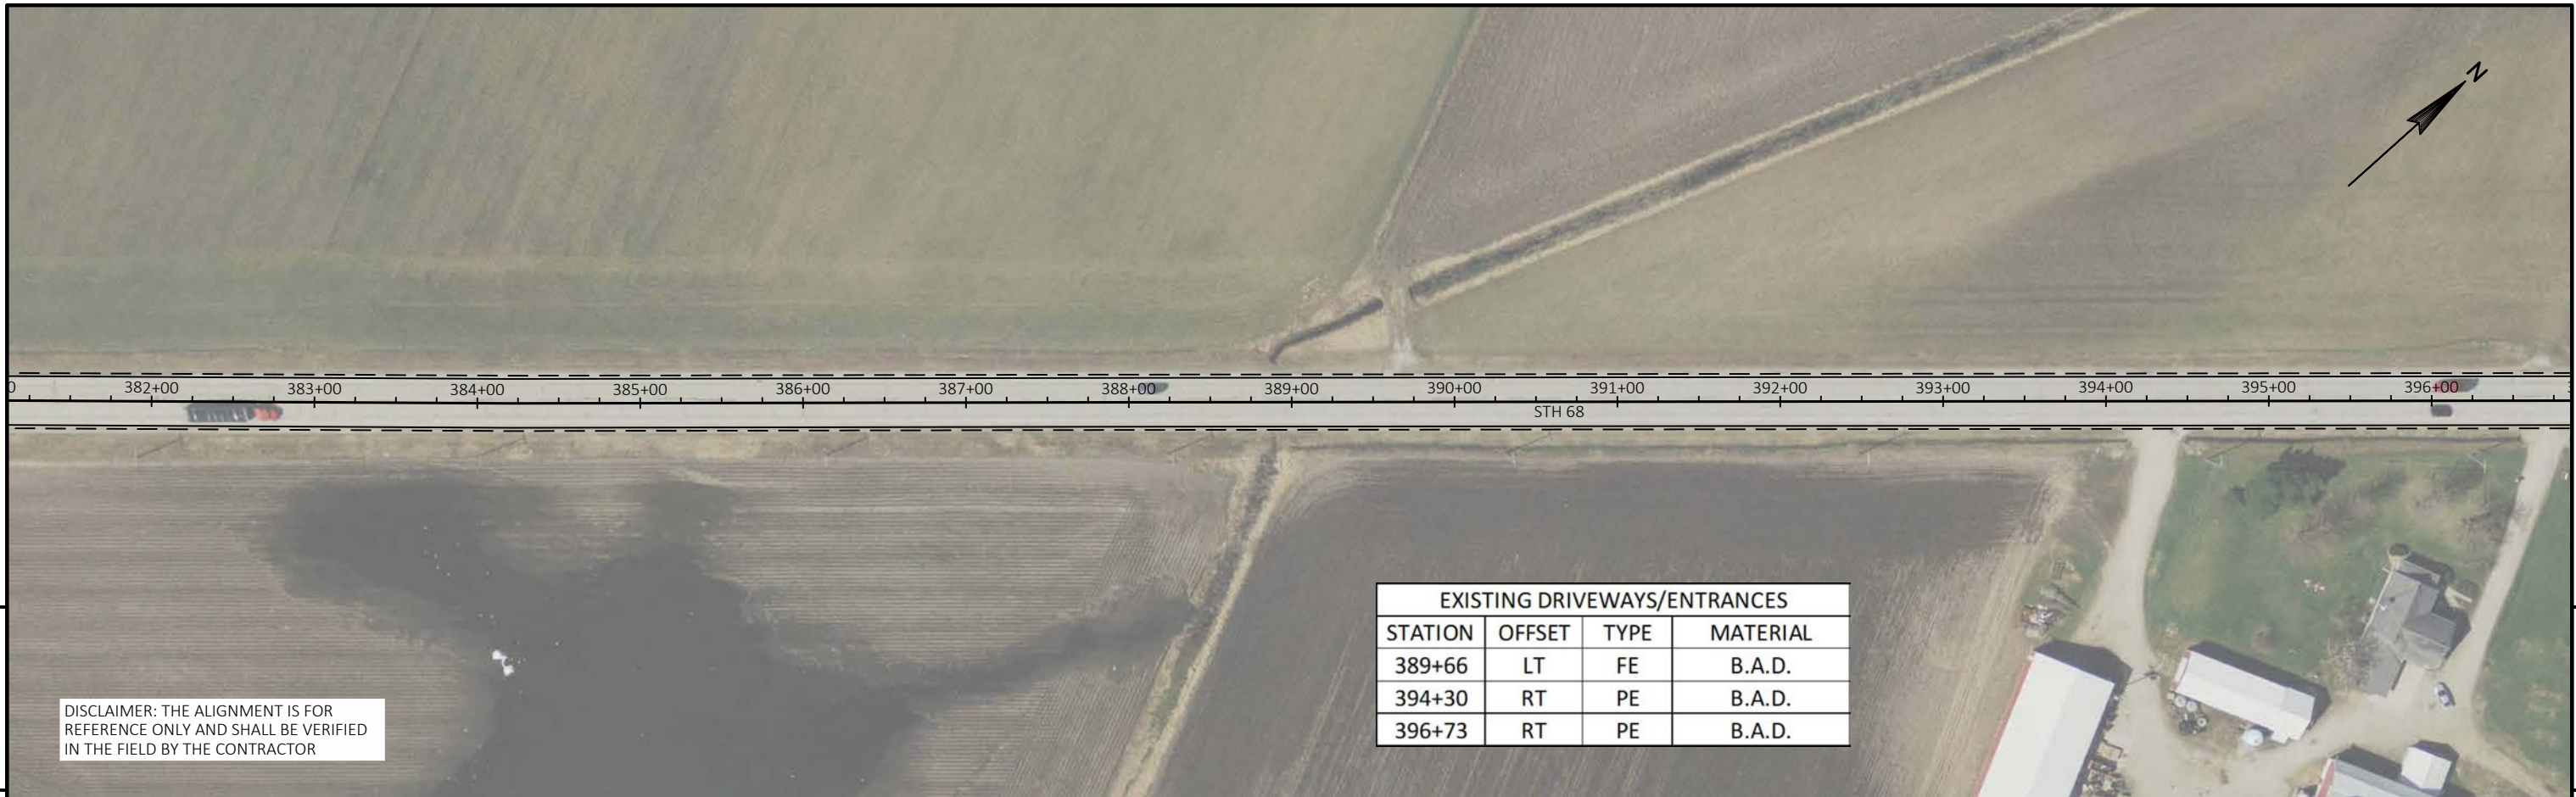 N
382+00 383+00 384+00 385+00 386+00 387+00 388+00 389+00 390+00 391+00 392+00 393+00 394+00 395+00 396+00
STH 68
EXISTING DRIVEWAYS/ENTRANCES
STATION OFFSET TYPE MATERIAL
389+66 LT FE B.A.D.
394+30 RT PE B.A.D.
396+73 RT PE B.A.D.
DISCLAIMER: THE ALIGNMENT IS FOR
REFERENCE ONLY AND SHALL BE VERIFIED
IN THE FIELD BY THE CONTRACTOR